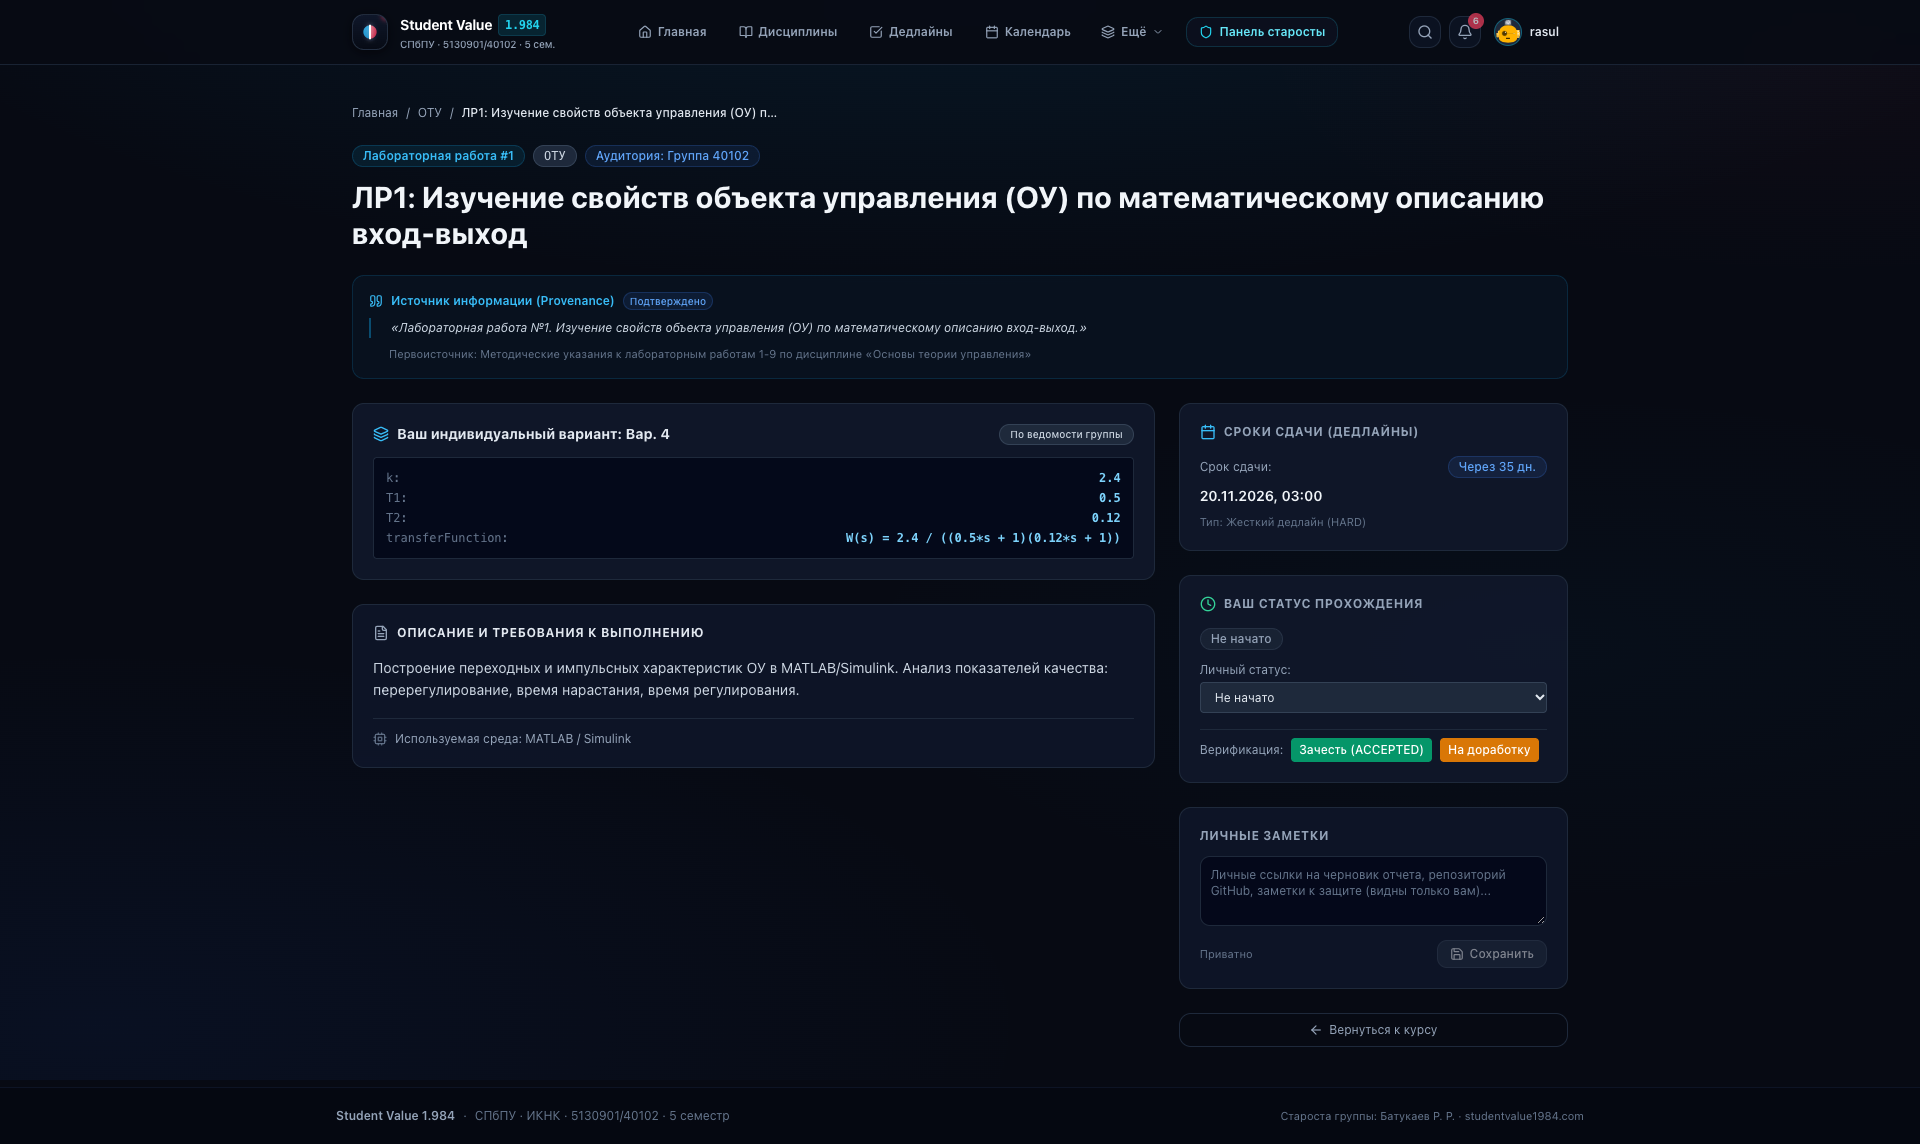 Student Value 1.984
СПбПУ · 5130901/40102 · 5 сем.
Главная
Дисциплины
Дедлайны
Календарь
Ещё
Панель старосты
6
rasul
Главная / ОТУ / ЛР1: Изучение свойств объекта управления (ОУ) п...
Лабораторная работа #1
ОТУ
Аудитория: Группа 40102
ЛР1: Изучение свойств объекта управления (ОУ) по математическому описанию
вход-выход
Источник информации (Provenance) Подтверждено
«Лабораторная работа №1. Изучение свойств объекта управления (ОУ) по математическому описанию вход-выход.»
Первоисточник: Методические указания к лабораторным работам 1-9 по дисциплине «Основы теории управления»
Ваш индивидуальный вариант: Вар. 4
По ведомости группы
k: 2.4
T1: 0.5
T2: 0.12
transferFunction: W(s) = 2.4 / ((0.5*s + 1)(0.12*s + 1))
ОПИСАНИЕ И ТРЕБОВАНИЯ К ВЫПОЛНЕНИЮ
Построение переходных и импульсных характеристик ОУ в MATLAB/Simulink. Анализ показателей качества:
перерегулирование, время нарастания, время регулирования.
Используемая среда: MATLAB / Simulink
СРОКИ СДАЧИ (ДЕДЛАЙНЫ)
Срок сдачи: Через 35 дн.
20.11.2026, 03:00
Тип: Жесткий дедлайн (HARD)
ВАШ СТАТУС ПРОХОЖДЕНИЯ
Не начато
Личный статус:
Не начато
Верификация: Зачесть (ACCEPTED) На доработку
ЛИЧНЫЕ ЗАМЕТКИ
Личные ссылки на черновик отчета, репозиторий
GitHub, заметки к защите (видны только вам)...
Приватно
Сохранить
Вернуться к курсу
Student Value 1.984 · СПбПУ · ИКНК · 5130901/40102 · 5 семестр
Староста группы: Батукаев Р. Р. · studentvalue1984.com